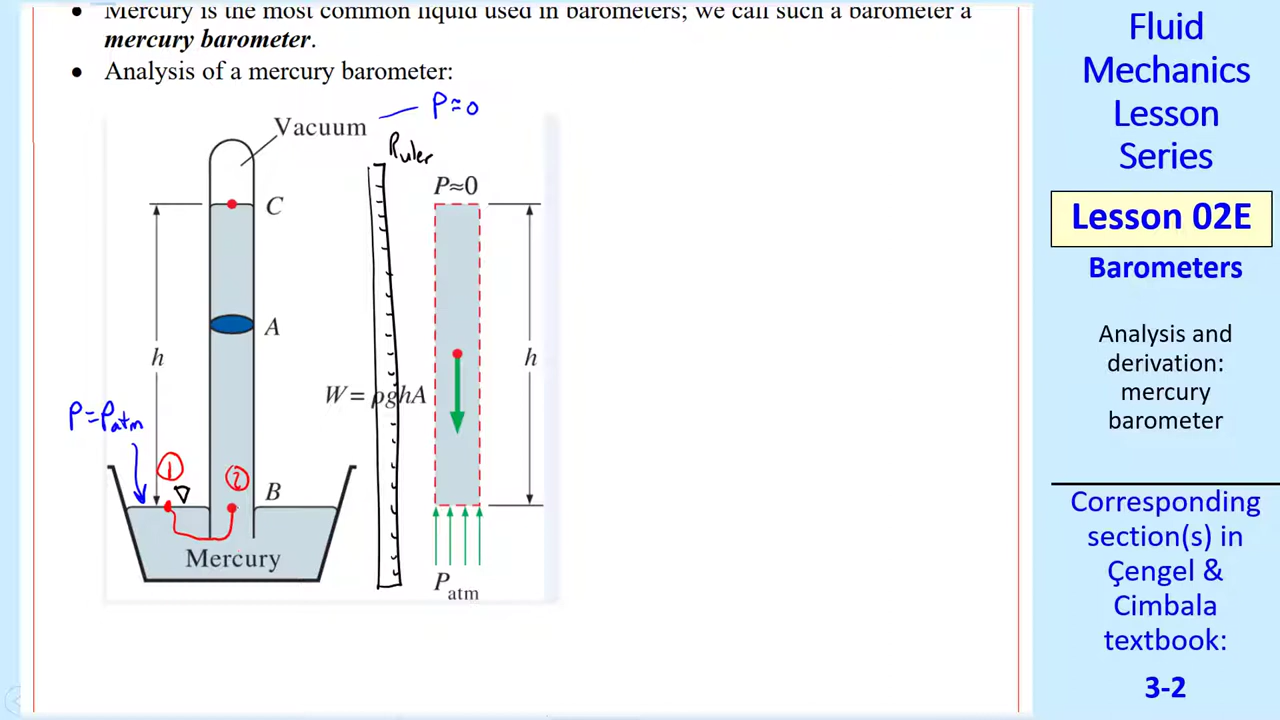 Mercury is the most common liquid used in barometers; we call such a barometer a
mercury barometer.
Analysis of a mercury barometer:
P≈0
Vacuum
Ruler
P≈0
C
A
h
h
W = ρghA
P=Patm
①
②
B
Mercury
Patm
Fluid
Mechanics
Lesson
Series
Lesson 02E
Barometers
Analysis and
derivation:
mercury
barometer
Corresponding
section(s) in
Çengel &
Cimbala
textbook:
3-2